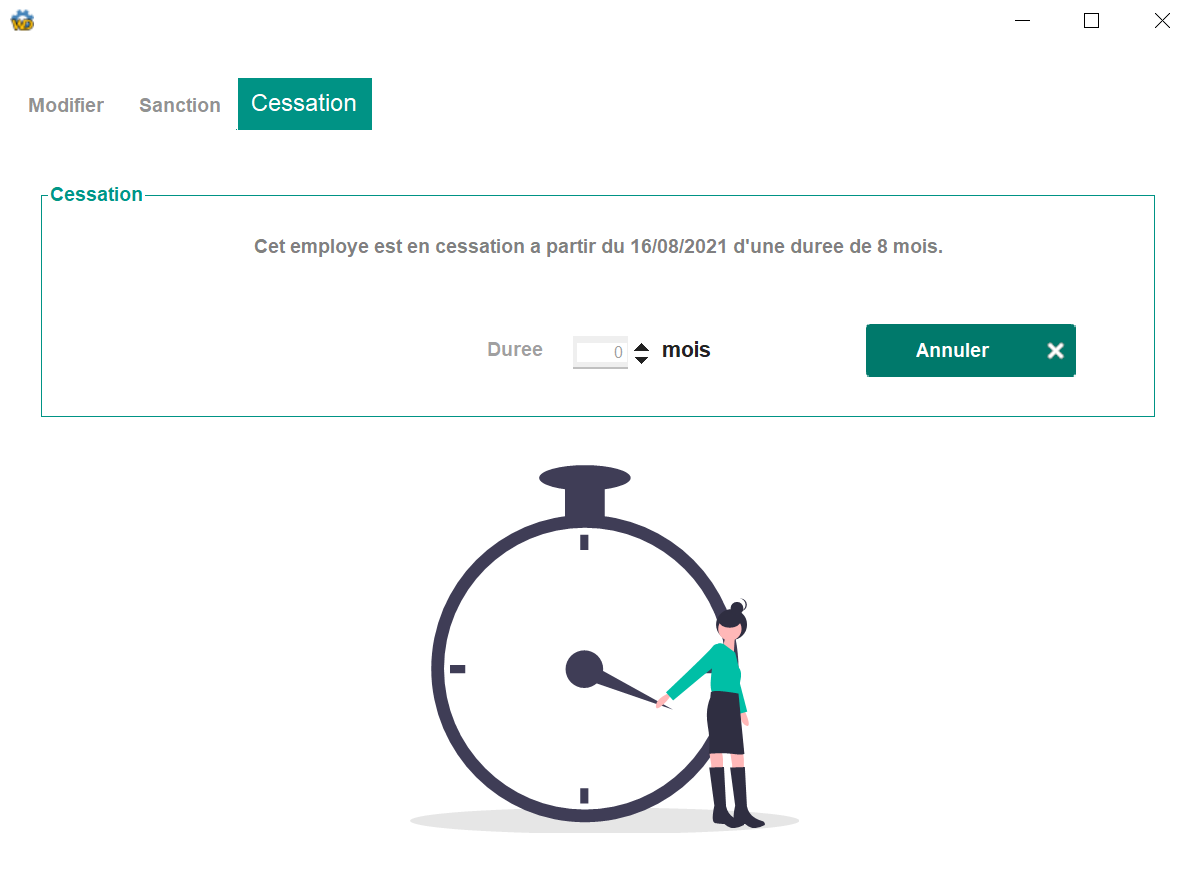 Modifier Sanction Cessation
Cessation
Cet employe est en cessation a partir du 16/08/2021 d'une duree de 8 mois.
Duree 0 mois Annuler